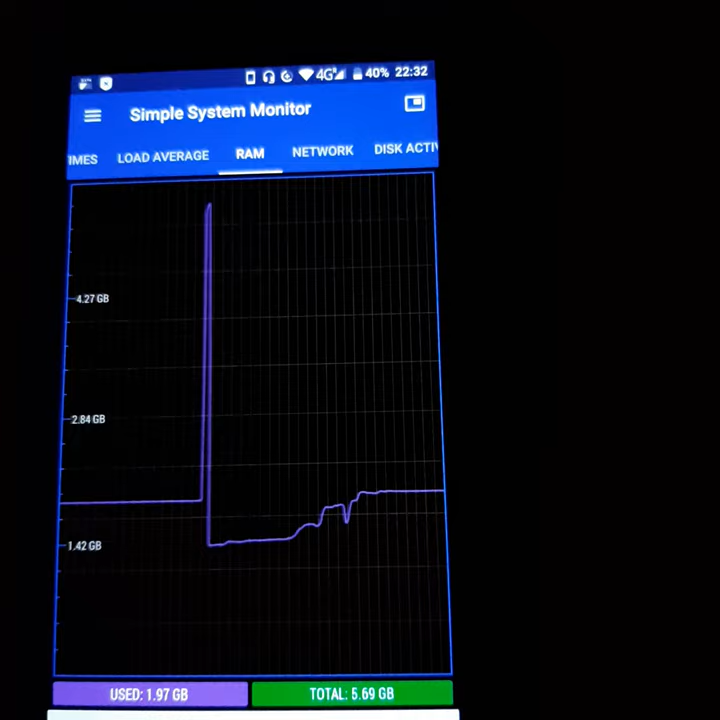 4G 40% 22:32
Simple System Monitor
IMES LOAD AVERAGE RAM NETWORK DISK ACTIV
4.27 GB
2.84 GB
1.42 GB
USED: 1.97 GB TOTAL: 5.69 GB